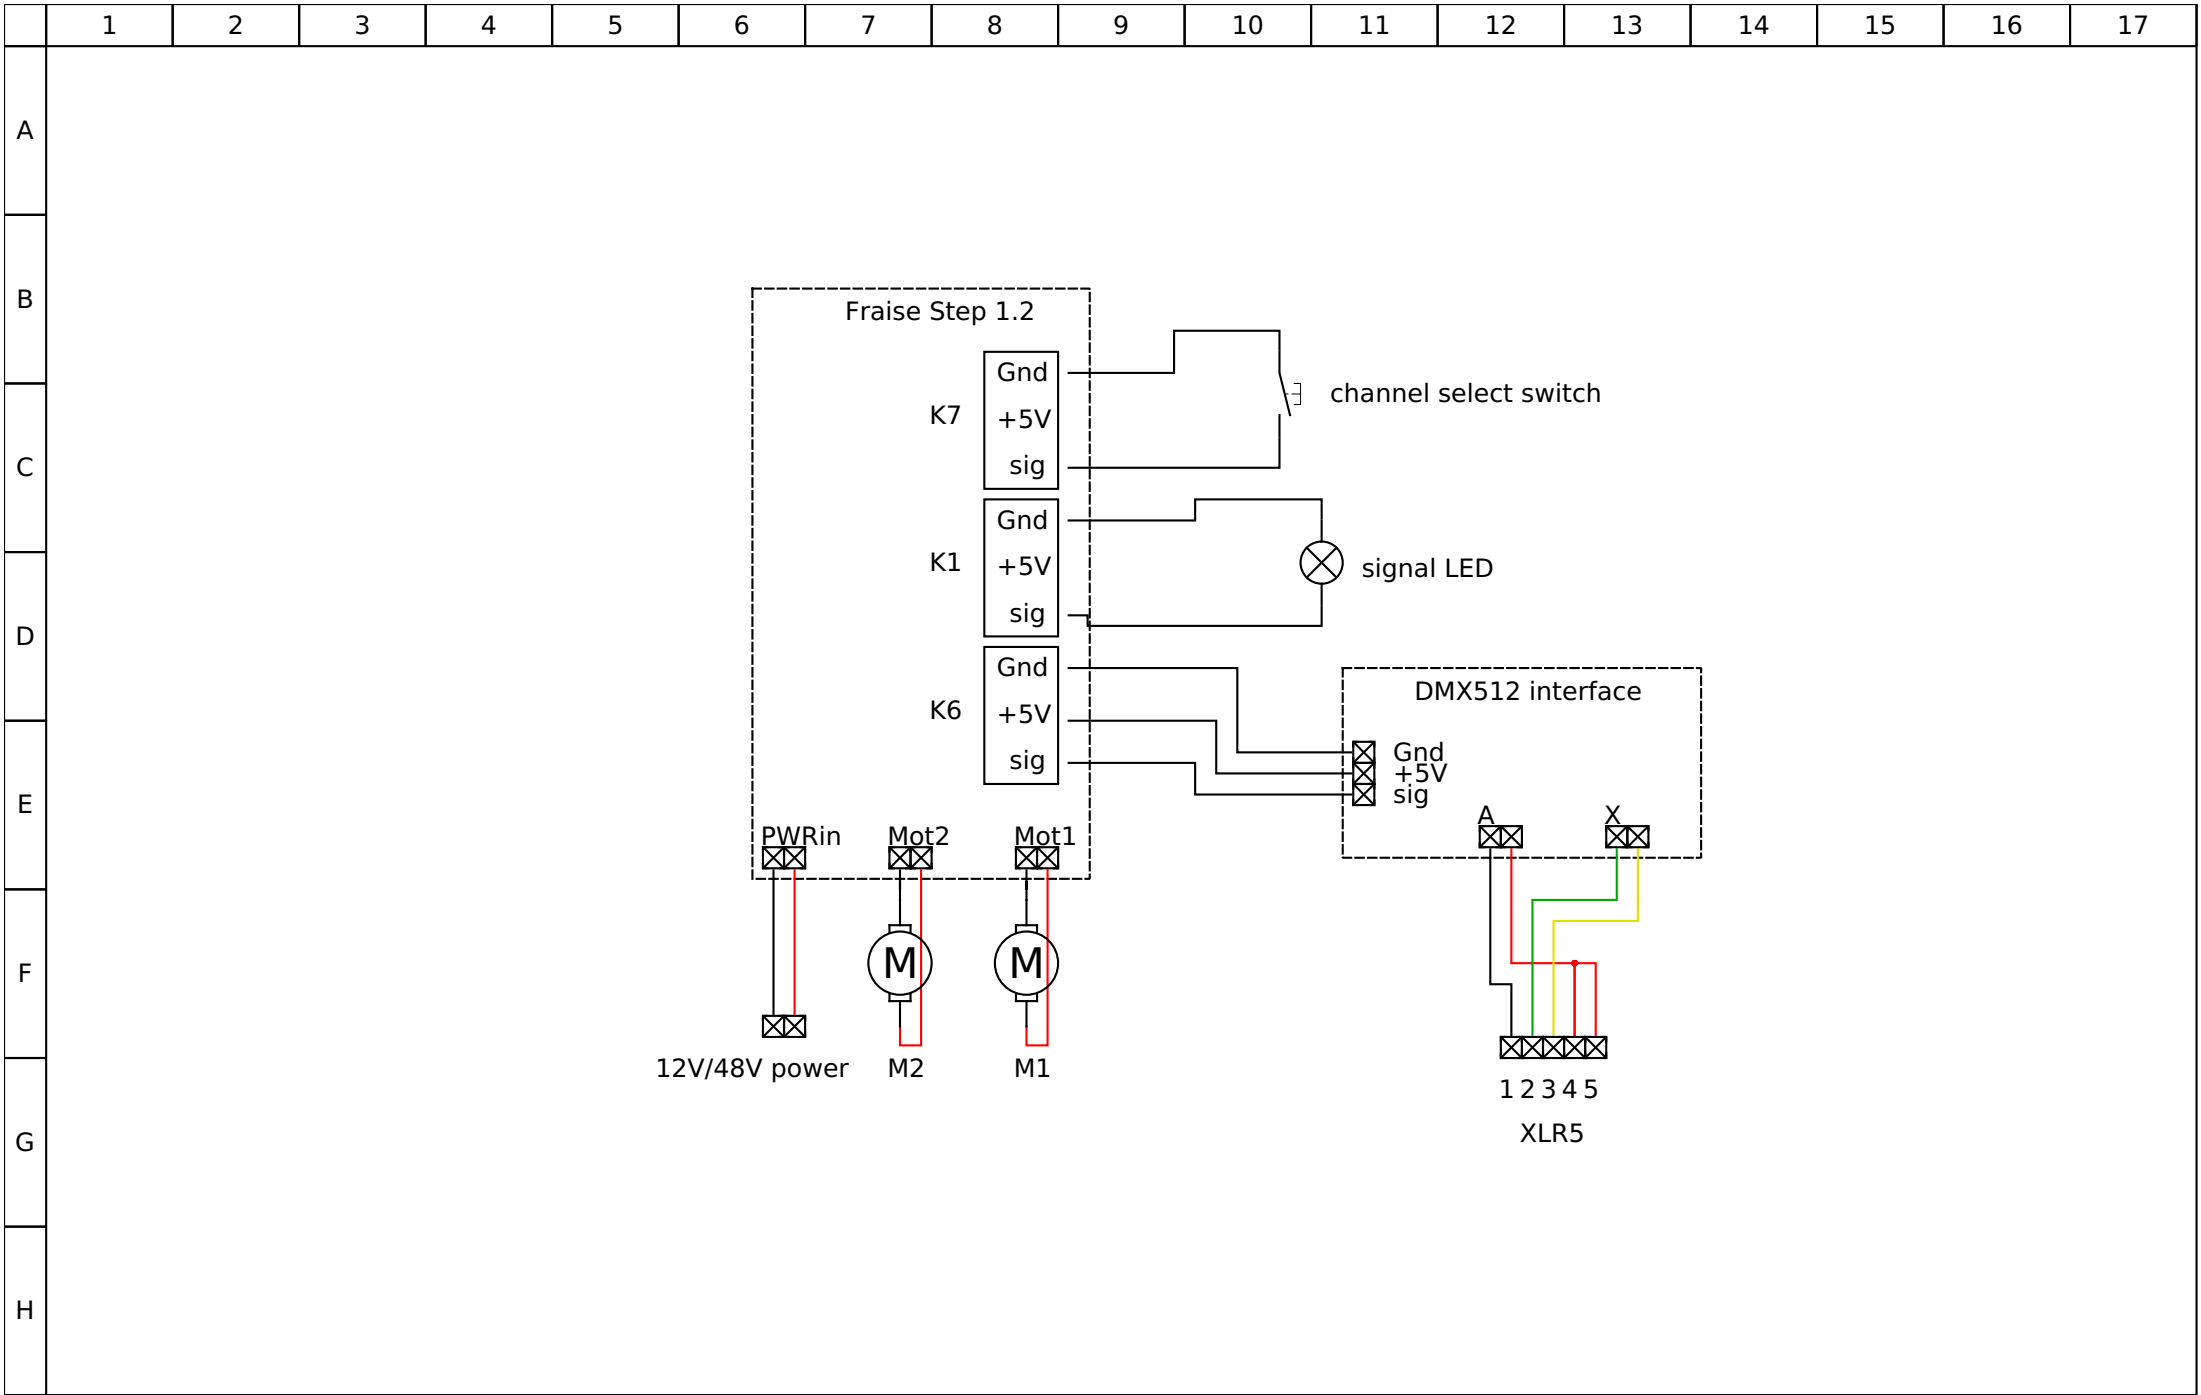 1 2 3 4 5 6 7 8 9 10 11 12 13 14 15 16 17
A
B
C
D
E
F
G
H
Fraise Step 1.2
K7
Gnd
+5V
sig
channel select switch
K1
Gnd
+5V
sig
signal LED
K6
Gnd
+5V
sig
DMX512 interface
Gnd
+5V
sig
A
X
PWRin
Mot2
Mot1
M
M
12V/48V power
M2
M1
1 2 3 4 5
XLR5